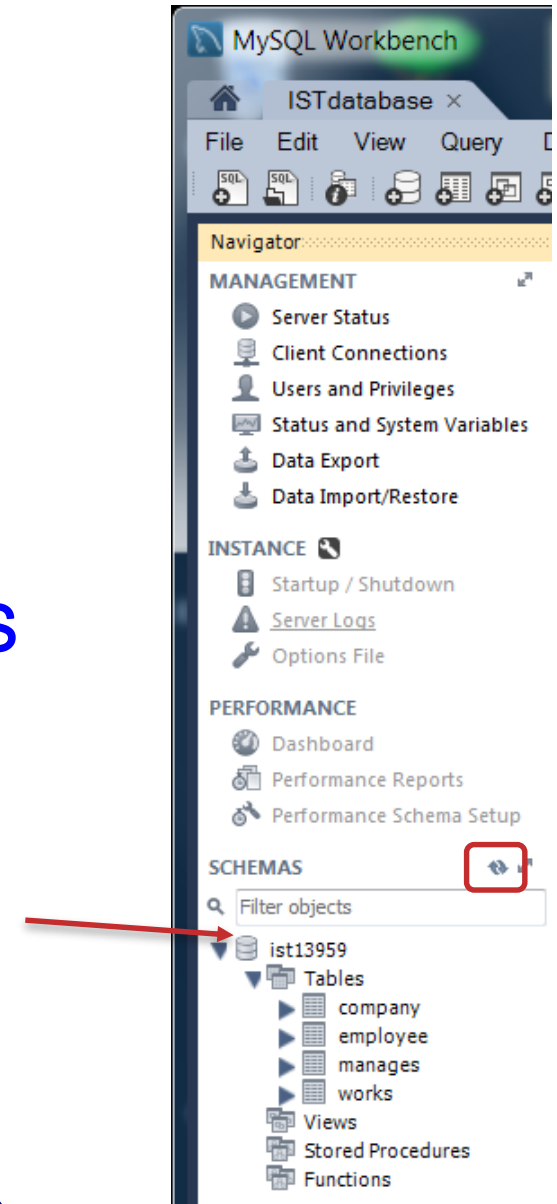 MySQL Workbench
ISTdatabase ×
File Edit View Query
SQL SQL
Navigator
MANAGEMENT
Server Status
Client Connections
Users and Privileges
Status and System Variables
Data Export
Data Import/Restore
INSTANCE
Startup / Shutdown
Server Logs
Options File
s
PERFORMANCE
Dashboard
Performance Reports
Performance Schema Setup
SCHEMAS
Filter objects
ist13959
Tables
company
employee
manages
works
Views
Stored Procedures
Functions